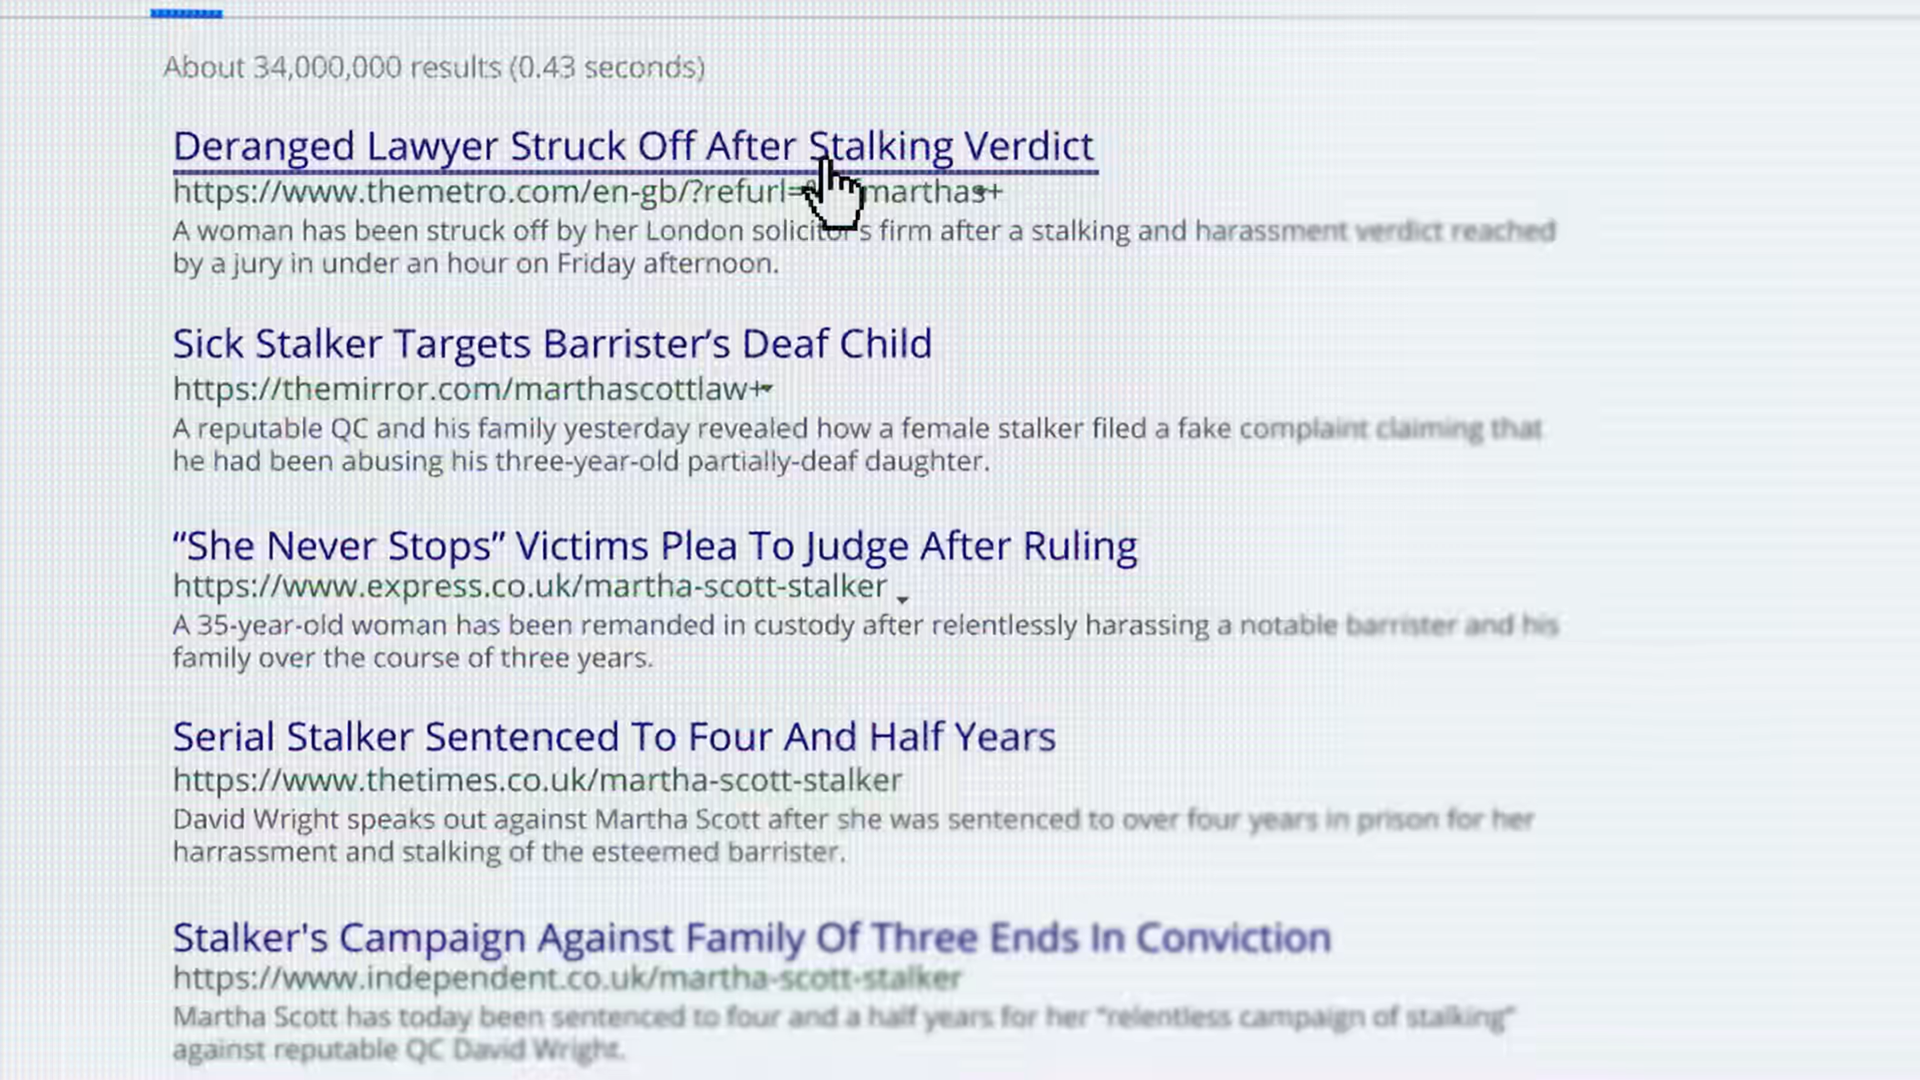 About 34,000,000 results (0.43 seconds)
Deranged Lawyer Struck Off After Stalking Verdict
https://www.themetro.com/en-gb/?refurl= marthas+
A woman has been struck off by her London solicitor's firm after a stalking and harassment verdict reached
by a jury in under an hour on Friday afternoon.
Sick Stalker Targets Barrister’s Deaf Child
https://themirror.com/marthascottlaw+
A reputable QC and his family yesterday revealed how a female stalker filed a fake complaint claiming that
he had been abusing his three-year-old partially-deaf daughter.
“She Never Stops” Victims Plea To Judge After Ruling
https://www.express.co.uk/martha-scott-stalker
A 35-year-old woman has been remanded in custody after relentlessly harassing a notable barrister and his
family over the course of three years.
Serial Stalker Sentenced To Four And Half Years
https://www.thetimes.co.uk/martha-scott-stalker
David Wright speaks out against Martha Scott after she was sentenced to over four years in prison for her
harrassment and stalking of the esteemed barrister.
Stalker's Campaign Against Family Of Three Ends In Conviction
https://www.independent.co.uk/martha-scott-stalker
Martha Scott has today been sentenced to four and a half years for her "relentless campaign of stalking"
against reputable QC David Wright.